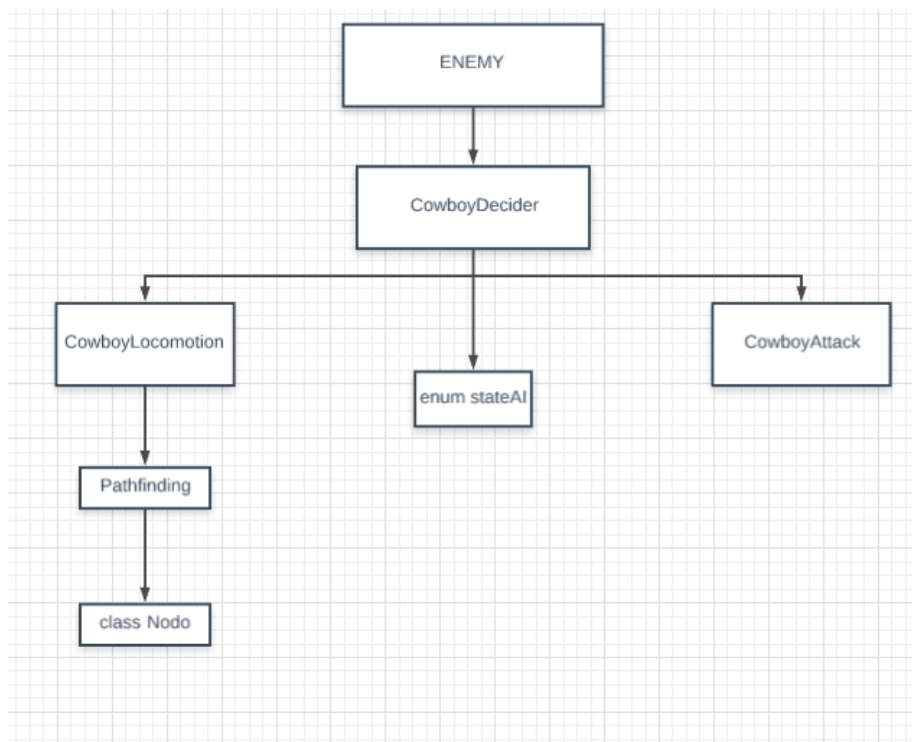 ENEMY
CowboyDecider
CowboyLocomotion
CowboyAttack
enum stateAI
Pathfinding
class Nodo